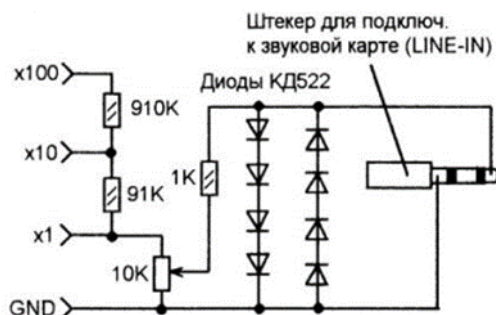 Штекер для подключ.
к звуковой карте (LINE-IN)
x100
Диоды КД522
910K
x10
91K
1K
x1
10K
GND